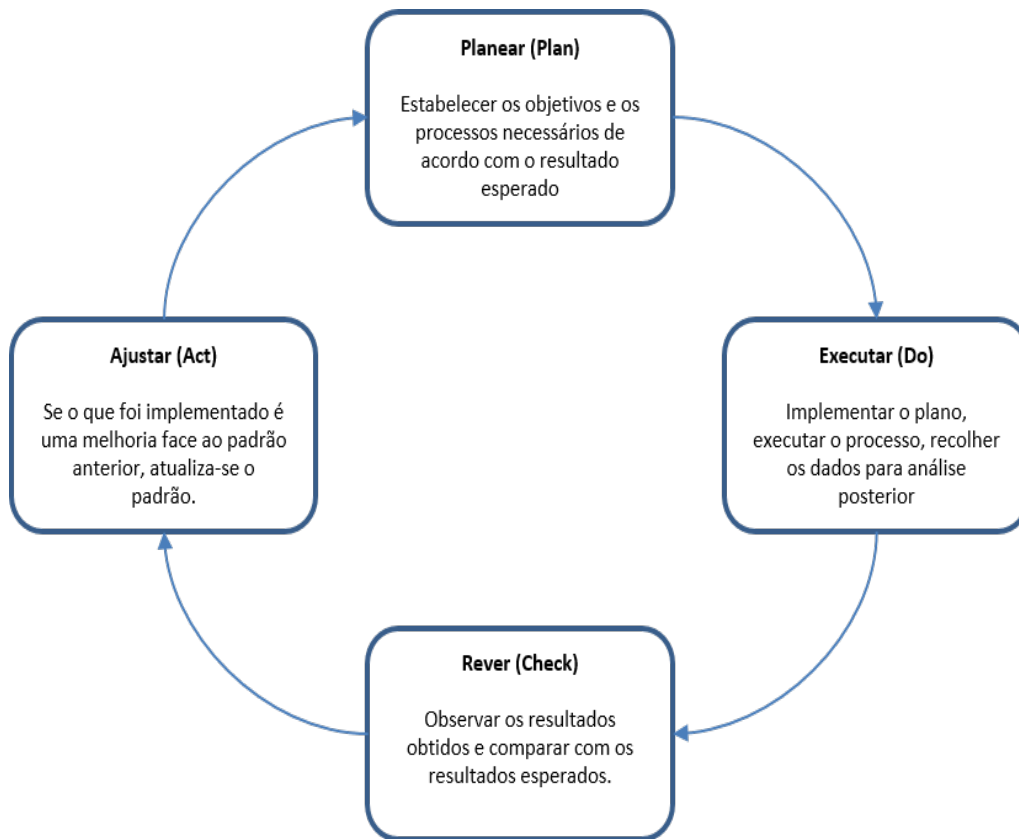 Planear (Plan)
Estabelecer os objetivos e os
processos necessários de
acordo com o resultado
esperado
Ajustar (Act)
Se o que foi implementado é
uma melhoria face ao padrão
anterior, atualiza-se o
padrão.
Executar (Do)
Implementar o plano,
executar o processo, recolher
os dados para análise
posterior
Rever (Check)
Observar os resultados
obtidos e comparar com os
resultados esperados.